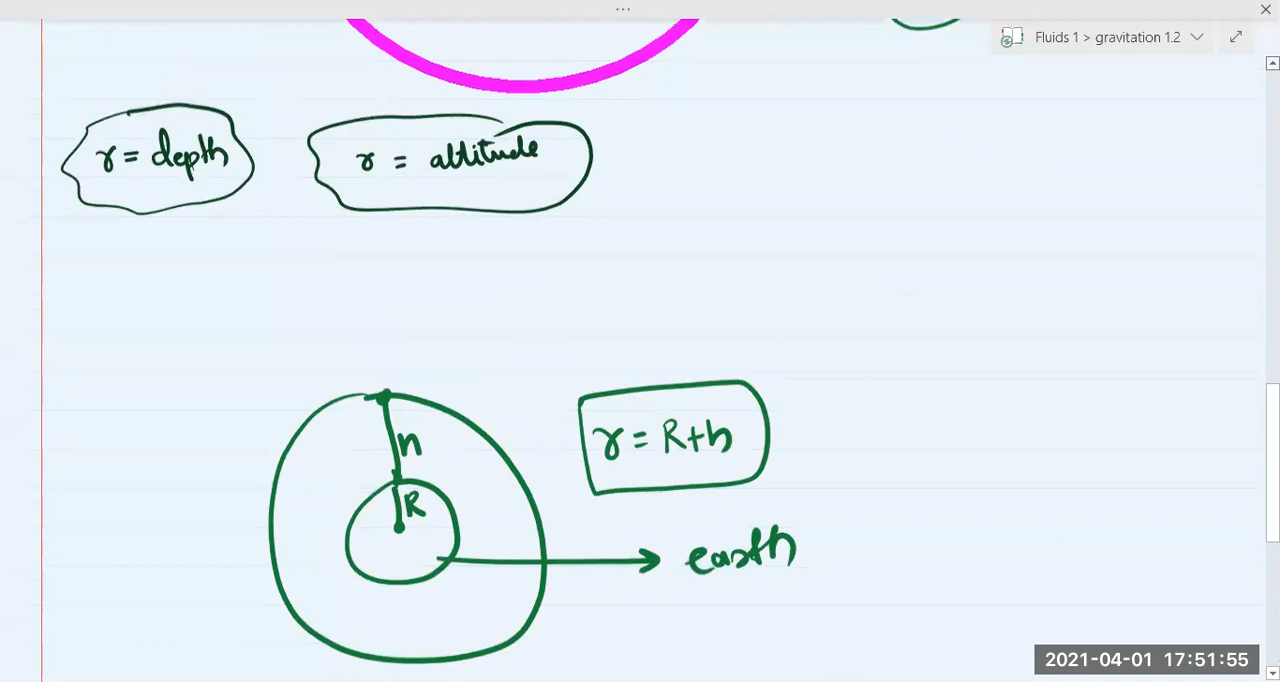 ...
Fluids 1 > gravitation 1.2
r = depth
r = altitude
h
r = R+h
R
earth
2021-04-01 17:51:55